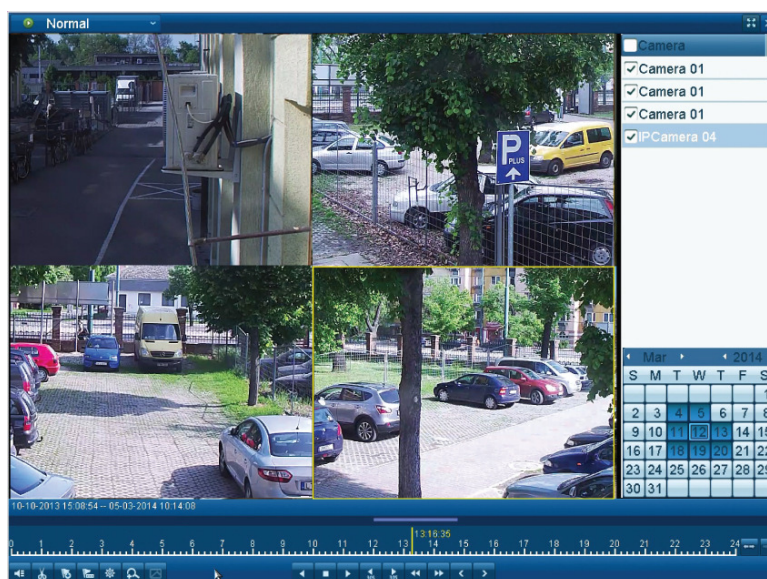 Normal
Camera
Camera 01
Camera 01
Camera 01
IPCamera 04
P
PLUS
Mar 2014
S M T W T F S
1
2 3 4 5 6 7 8
9 10 11 12 13 14 15
16 17 18 19 20 21 22
23 24 25 26 27 28 29
30 31
10-10-2013 15:08:54 -- 05-03-2014 10:14:08
13:16:35
0 1 2 3 4 5 6 7 8 9 10 11 12 13 14 15 16 17 18 19 20 21 22 23 24